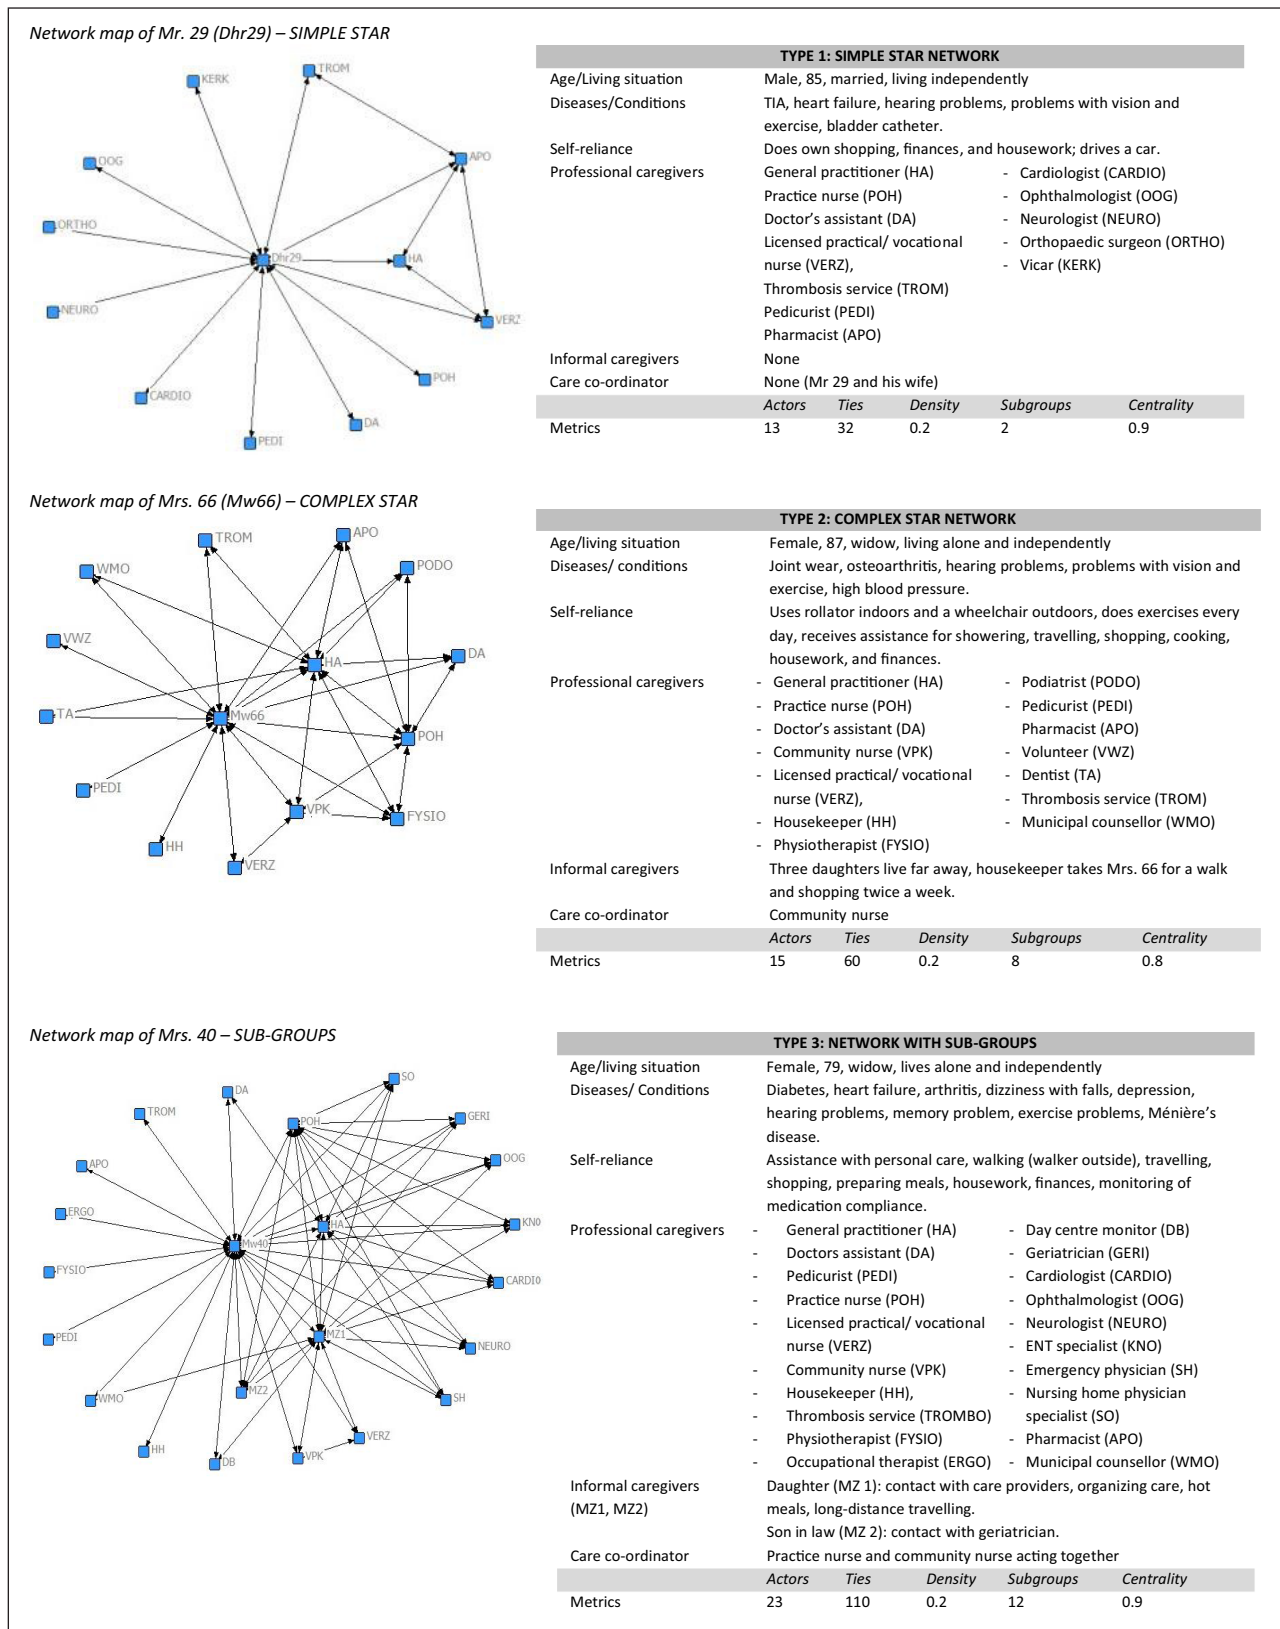 Network map of Mr. 29 (Dhr29) – SIMPLE STAR
KERK
TROM
OOG
APO
ORTHO
Dhr29
HA
NEURO
VERZ
CARDIO
POH
DA
PEDI
TYPE 1: SIMPLE STAR NETWORK
Age/Living situation Male, 85, married, living independently
Diseases/Conditions TIA, heart failure, hearing problems, problems with vision and
exercise, bladder catheter.
Self-reliance Does own shopping, finances, and housework; drives a car.
Professional caregivers General practitioner (HA) - Cardiologist (CARDIO)
Practice nurse (POH) - Ophthalmologist (OOG)
Doctor's assistant (DA) - Neurologist (NEURO)
Licensed practical/ vocational - Orthopaedic surgeon (ORTHO)
nurse (VERZ), - Vicar (KERK)
Thrombosis service (TROM)
Pedicurist (PEDI)
Pharmacist (APO)
Informal caregivers None
Care co-ordinator None (Mr 29 and his wife)
Actors Ties Density Subgroups Centrality
Metrics 13 32 0.2 2 0.9
Network map of Mrs. 66 (Mw66) – COMPLEX STAR
TROM
APO
WMO
PODO
VWZ
HA
DA
TA
Mw66
POH
PEDI
VPK
FYSIO
HH
VERZ
TYPE 2: COMPLEX STAR NETWORK
Age/living situation Female, 87, widow, living alone and independently
Diseases/ conditions Joint wear, osteoarthritis, hearing problems, problems with vision and
exercise, high blood pressure.
Self-reliance Uses rollator indoors and a wheelchair outdoors, does exercises every
day, receives assistance for showering, travelling, shopping, cooking,
housework, and finances.
Professional caregivers - General practitioner (HA) - Podiatrist (PODO)
- Practice nurse (POH) - Pedicurist (PEDI)
- Doctor's assistant (DA) Pharmacist (APO)
- Community nurse (VPK) - Volunteer (VWZ)
- Licensed practical/ vocational - Dentist (TA)
nurse (VERZ), - Thrombosis service (TROM)
- Housekeeper (HH) - Municipal counsellor (WMO)
- Physiotherapist (FYSIO)
Informal caregivers Three daughters live far away, housekeeper takes Mrs. 66 for a walk
and shopping twice a week.
Care co-ordinator Community nurse
Actors Ties Density Subgroups Centrality
Metrics 15 60 0.2 8 0.8
Network map of Mrs. 40 – SUB-GROUPS
SO
DA
TROM
POH
GERI
APO
OOG
ERGO
HA
KNO
Mw40
FYSIO
CARDIO
PEDI
MZ1
NEURO
WMO
MZ2
SH
HH
DB
VPK
VERZ
TYPE 3: NETWORK WITH SUB-GROUPS
Age/living situation Female, 79, widow, lives alone and independently
Diseases/ Conditions Diabetes, heart failure, arthritis, dizziness with falls, depression,
hearing problems, memory problem, exercise problems, Ménière's
disease.
Self-reliance Assistance with personal care, walking (walker outside), travelling,
shopping, preparing meals, housework, finances, monitoring of
medication compliance.
Professional caregivers - General practitioner (HA) - Day centre monitor (DB)
- Doctors assistant (DA) - Geriatrician (GERI)
- Pedicurist (PEDI) - Cardiologist (CARDIO)
- Practice nurse (POH) - Ophthalmologist (OOG)
- Licensed practical/ vocational - Neurologist (NEURO)
nurse (VERZ) - ENT specialist (KNO)
- Community nurse (VPK) - Emergency physician (SH)
- Housekeeper (HH), - Nursing home physician
- Thrombosis service (TROMBO) specialist (SO)
- Physiotherapist (FYSIO) - Pharmacist (APO)
- Occupational therapist (ERGO) - Municipal counsellor (WMO)
Informal caregivers Daughter (MZ 1): contact with care providers, organizing care, hot
(MZ1, MZ2) meals, long-distance travelling.
Son in law (MZ 2): contact with geriatrician.
Care co-ordinator Practice nurse and community nurse acting together
Actors Ties Density Subgroups Centrality
Metrics 23 110 0.2 12 0.9